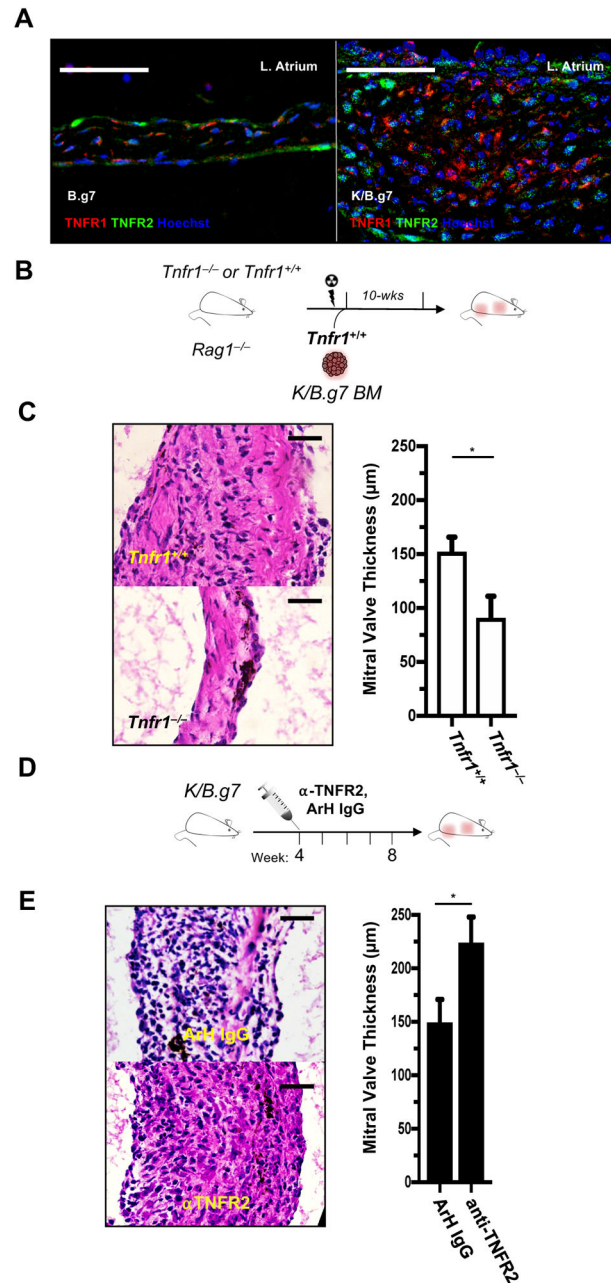 A
L. Atrium
L. Atrium
B.g7
K/B.g7
TNFR1 TNFR2 Hoechst
TNFR1 TNFR2 Hoechst
B
Tnfr1–/– or Tnfr1+/+
10-wks
Rag1–/–
Tnfr1+/+
K/B.g7 BM
C
Tnfr1+/+
Tnfr1–/–
Mitral Valve Thickness (µm)
250
200
150
100
50
0
*
Tnfr1+/+
Tnfr1–/–
D
K/B.g7
α-TNFR2,
ArH IgG
Week: 4 8
E
ArH IgG
αTNFR2
Mitral Valve Thickness (µm)
250
200
150
100
50
0
*
ArH IgG
anti-TNFR2